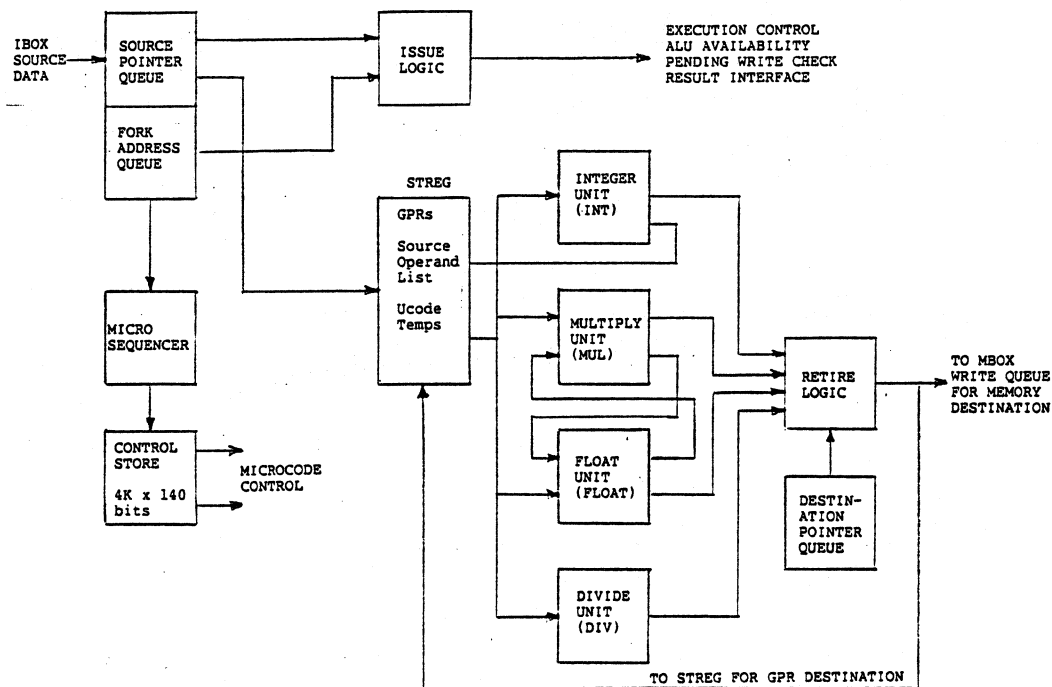 IBOX
SOURCE
DATA
SOURCE
POINTER
QUEUE
FORK
ADDRESS
QUEUE
ISSUE
LOGIC
EXECUTION CONTROL
ALU AVAILABILITY
PENDING WRITE CHECK
RESULT INTERFACE
STREG
GPRs
Source
Operand
List
Ucode
Temps
INTEGER
UNIT
(INT)
MICRO
SEQUENCER
MULTIPLY
UNIT
(MUL)
RETIRE
LOGIC
TO MBOX
WRITE QUEUE
FOR MEMORY
DESTINATION
CONTROL
STORE
4K x 140
bits
MICROCODE
CONTROL
FLOAT
UNIT
(FLOAT)
DESTIN-
ATION
POINTER
QUEUE
DIVIDE
UNIT
(DIV)
TO STREG FOR GPR DESTINATION